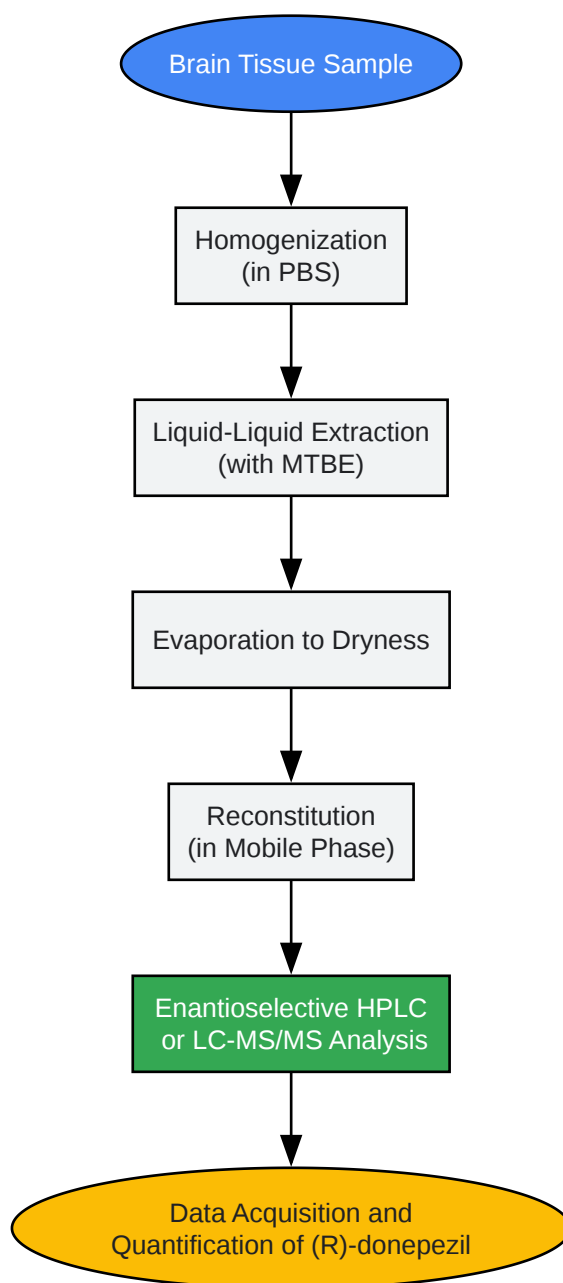 Brain Tissue Sample
Homogenization
(in PBS)
Liquid-Liquid Extraction
(with MTBE)
Evaporation to Dryness
Reconstitution
(in Mobile Phase)
Enantioselective HPLC
or LC-MS/MS Analysis
Data Acquisition and
Quantification of (R)-donepezil